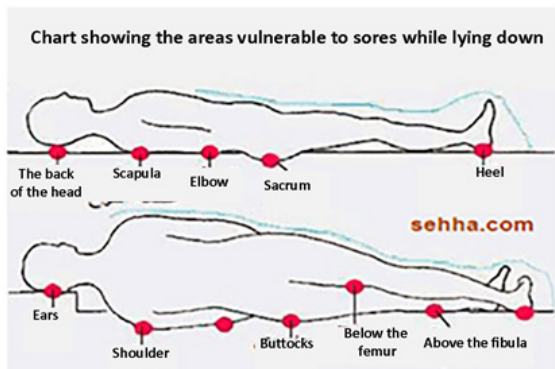 Chart showing the areas vulnerable to sores while lying down
The back
of the head
Scapula
Elbow
Sacrum
Heel
sehha.com
Ears
Shoulder
Buttocks
Below the
femur
Above the fibula